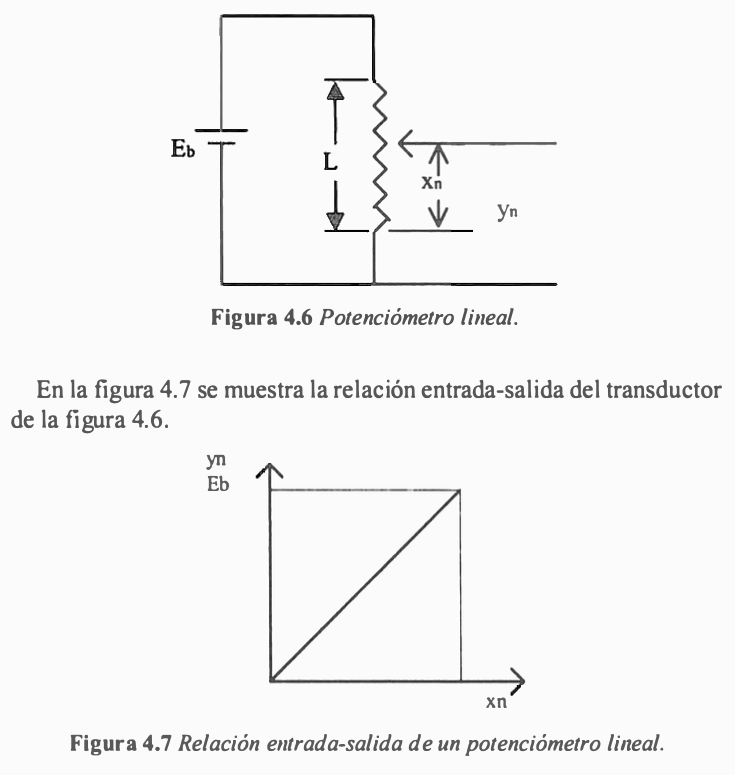 Eb
L
xn
yn
Figura 4.6 Potenciómetro lineal.
En la figura 4.7 se muestra la relación entrada-salida del transductor
de la figura 4.6.
yn
Eb
xn
Figura 4.7 Relación entrada-salida de un potenciómetro lineal.